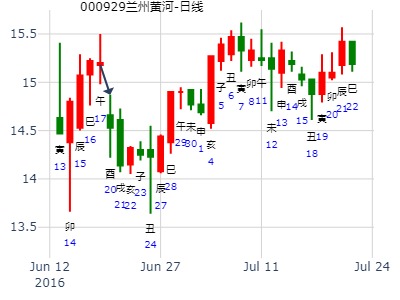 000929兰州黄河-日线
15.5
15
14.5
14
13.5
寅
13
卯
14
辰
15
巳
16
午
17
酉
20
戌
21
亥
22
子
23
丑
24
辰
27
巳
28
午
29
未
30
申
1
亥
4
子
5
丑
6
寅
7
卯
8
午
11
未
12
申
13
酉
14
戌
15
丑
18
寅
19
卯
20
辰
21
巳
22
Jun 12
2016
Jun 27
Jul 11
Jul 24